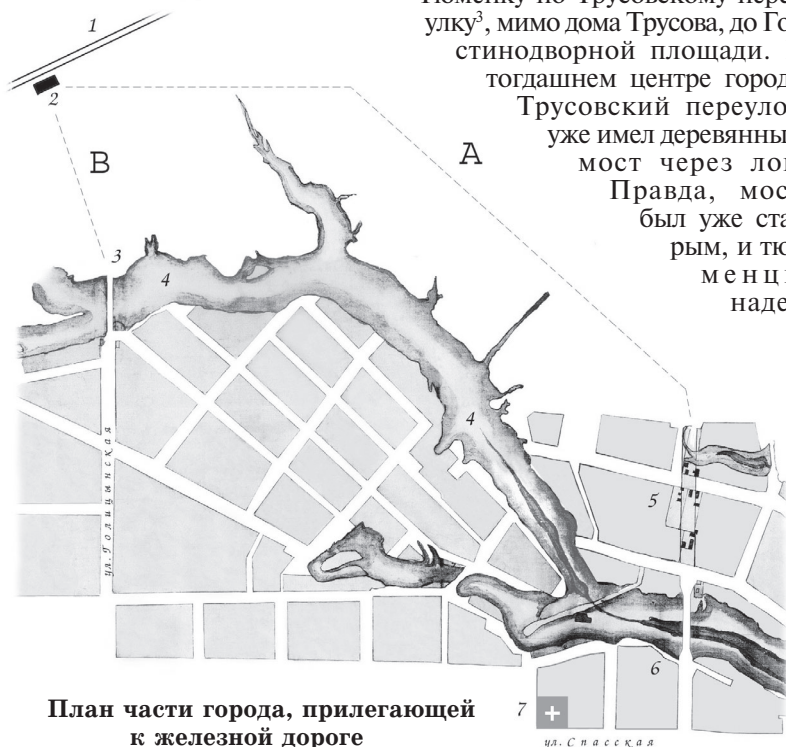 улку³, мимо дома Трусова, до Го
стинодворной площади.
тогдашнем центре город
Трусовский переуло
уже имел деревянны
мост через ло
Правда, мос
был уже ста
рым, и тю
менц
наде
1
2
В
А
3
4
4
5
6
7
ул. Голицынская
ул. Спасская
План части города, прилегающей
к железной дороге